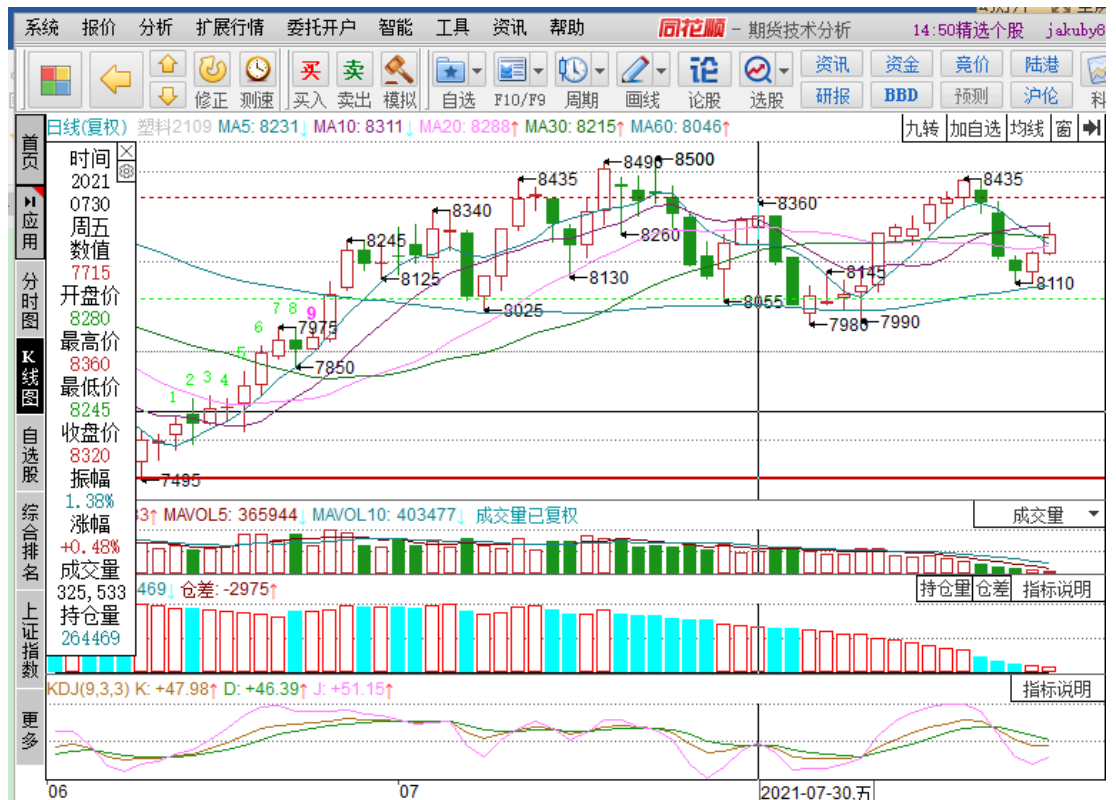 系统 报价 分析 扩展行情 委托开户 智能 工具 资讯 帮助 同花顺 - 期货技术分析 14:50精选个股 jakuby8
修正 测速 买 买入 卖 卖出 模拟 自选 F10/F9 周期 画线 论 论股 选股 资讯 资金 竞价 陆港
研报 BBD 预测 沪伦 科
首页
应用
分时图
K线图
自选股
综合排名
上证指数
更多
日线(复权) 塑料2109 MA5: 8231↓ MA10: 8311↓ MA20: 8288↑ MA30: 8215↑ MA60: 8046↑ 九转 加自选 均线 窗
时间
2021
0730
周五
数值
7715
开盘价
8280
最高价
8360
最低价
8245
收盘价
8320
振幅
1.38%
涨幅
+0.48%
成交量
325,533
持仓量
264469
8490 8500
8435 8435
8340 8360
8245 8260
8125 8130 8145
8025 8055 8110
7975 7980 7990
7850
7495
1 2 3 4 5 6 7 8 9
33↑ MAVOL5: 365944↓ MAVOL10: 403477↓ 成交量已复权 成交量
469↓ 仓差: -2975↑ 持仓量 仓差 指标说明
KDJ(9,3,3) K: +47.98↑ D: +46.39↑ J: +51.15↑ 指标说明
06 07 2021-07-30,五